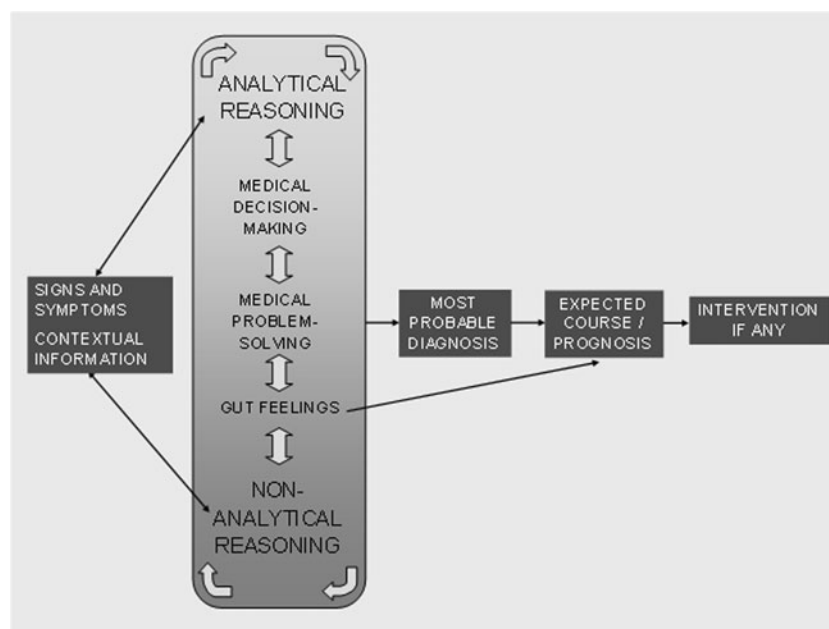 ANALYTICAL
REASONING
MEDICAL
DECISION-
MAKING
SIGNS AND
SYMPTOMS
CONTEXTUAL
INFORMATION
MEDICAL
PROBLEM-
SOLVING
GUT FEELINGS
NON-
ANALYTICAL
REASONING
MOST
PROBABLE
DIAGNOSIS
EXPECTED
COURSE /
PROGNOSIS
INTERVENTION
IF ANY